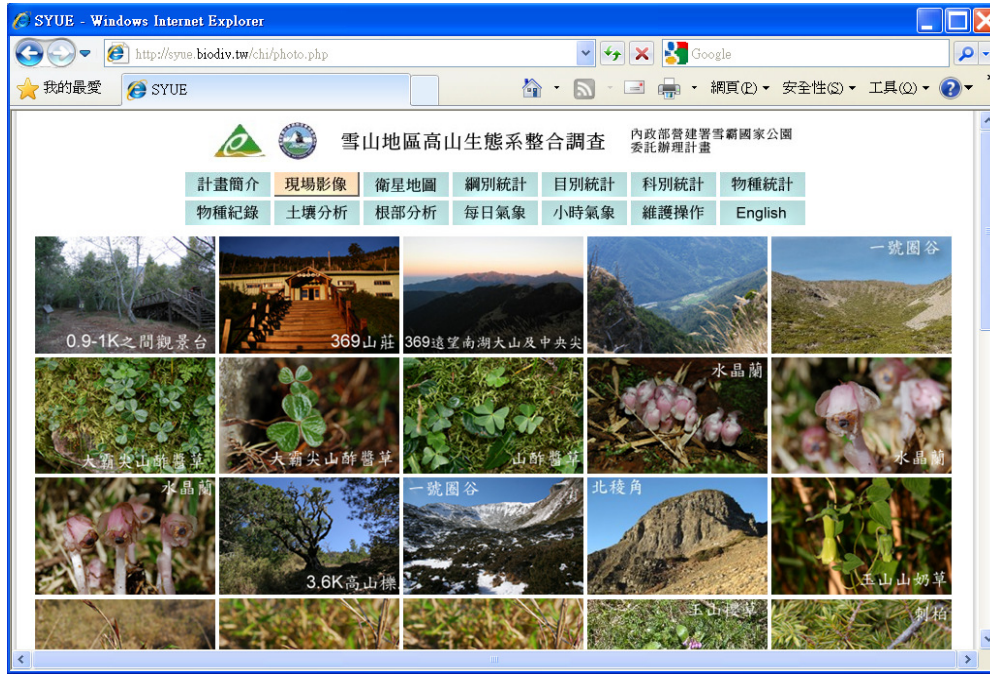 SYUE - Windows Internet Explorer
http://syue.biodiv.tw/chi/photo.php
Google
我的最愛 SYUE 網頁(P) 安全性(S) 工具(O)
雪山地區高山生態系整合調查
內政部營建署雪霸國家公園
委託辦理計畫
計畫簡介 現場影像 衛星地圖 綱別統計 目別統計 科別統計 物種統計
物種紀錄 土壤分析 根部分析 每日氣象 小時氣象 維護操作 English
一號圈谷
0.9-1K之間觀景台 369山莊 369遠望南湖大山及中央尖
水晶蘭
大霸尖山酢醬草 大霸尖山酢醬草 山酢醬草 水晶蘭
水晶蘭 一號圈谷 北稜角
3.6K高山櫟 玉山山奶草
玉山櫻草 刺柏